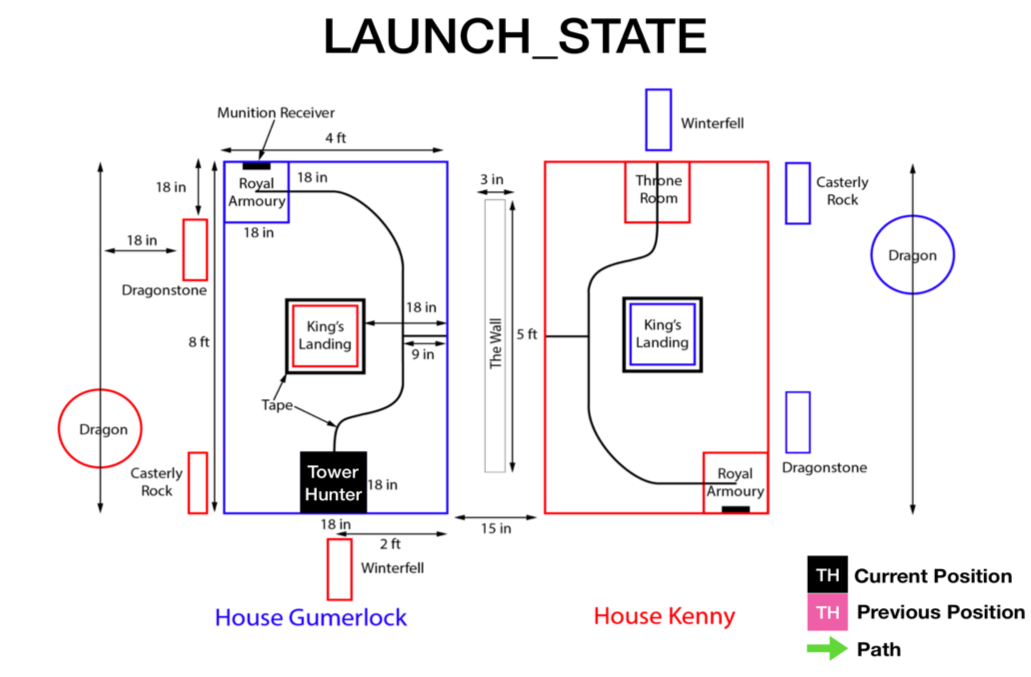 LAUNCH_STATE
Munition Receiver
4 ft
Winterfell
18 in
Royal
Armoury
18 in
18 in
3 in
Throne
Room
Casterly
Rock
18 in
Dragonstone
Dragon
18 in
King's
Landing
8 ft
9 in
The Wall
5 ft
King's
Landing
Tape
Dragon
Casterly
Rock
Tower
Hunter
18 in
Dragonstone
Royal
Armoury
18 in
2 ft
15 in
Winterfell
House Gumerlock
House Kenny
TH Current Position
TH Previous Position
Path